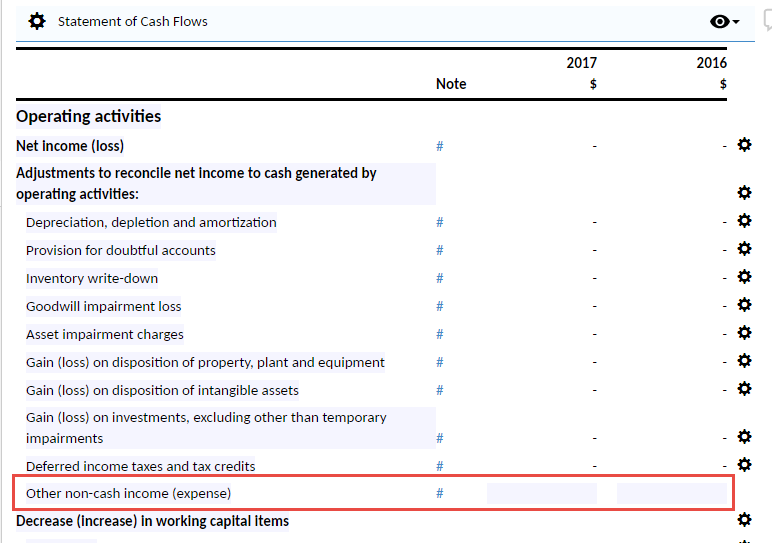 Statement of Cash Flows
2017 2016
Note $ $
Operating activities
Net income (loss) # - -
Adjustments to reconcile net income to cash generated by
operating activities:
Depreciation, depletion and amortization # - -
Provision for doubtful accounts # - -
Inventory write-down # - -
Goodwill impairment loss # - -
Asset impairment charges # - -
Gain (loss) on disposition of property, plant and equipment # - -
Gain (loss) on disposition of intangible assets # - -
Gain (loss) on investments, excluding other than temporary
impairments # - -
Deferred income taxes and tax credits # - -
Other non-cash income (expense) #
Decrease (increase) in working capital items